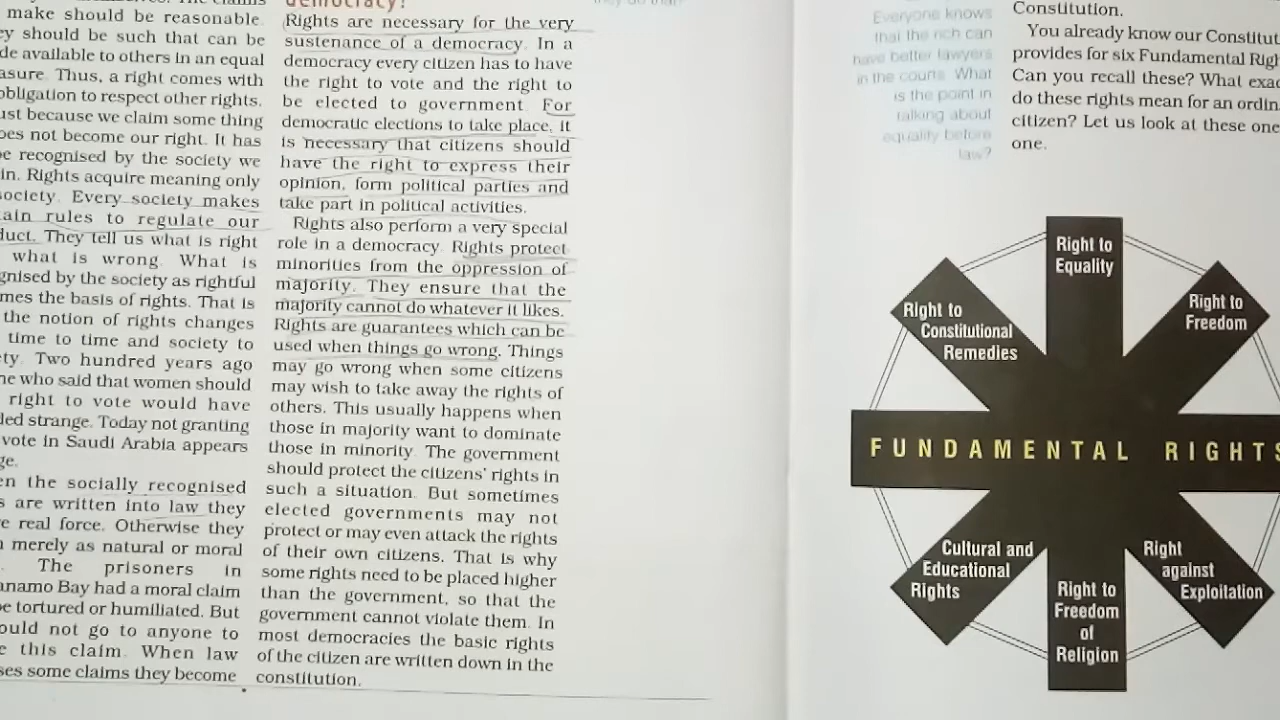 make should be reasonable.
should be such that can be
available to others in an equal
Thus, a right comes with
obligation to respect other rights.
because we claim some thing
not become our right. It has
recognised by the society we
in. Rights acquire meaning only
society. Every society makes
rules to regulate our
They tell us what is right
what is wrong. What is
by the society as rightful
the basis of rights. That is
the notion of rights changes
time to time and society to
Two hundred years ago
who said that women should
right to vote would have
strange. Today not granting
vote in Saudi Arabia appears
the socially recognised
are written into law they
real force. Otherwise they
merely as natural or moral
The prisoners in
Bay had a moral claim
tortured or humiliated. But
not go to anyone to
this claim. When law
some claims they become
democracy?
Rights are necessary for the very
sustenance of a democracy. In a
democracy every citizen has to have
the right to vote and the right to
be elected to government. For
democratic elections to take place, it
is necessary that citizens should
have the right to express their
opinion, form political parties and
take part in political activities.
Rights also perform a very special
role in a democracy. Rights protect
minorities from the oppression of
majority. They ensure that the
majority cannot do whatever it likes.
Rights are guarantees which can be
used when things go wrong. Things
may go wrong when some citizens
may wish to take away the rights of
others. This usually happens when
those in majority want to dominate
those in minority. The government
should protect the citizens' rights in
such a situation. But sometimes
elected governments may not
protect or may even attack the rights
of their own citizens. That is why
some rights need to be placed higher
than the government, so that the
government cannot violate them. In
most democracies the basic rights
of the citizen are written down in the
constitution.
Everyone knows
that the rich can
have better lawyers
in the courts. What
is the point in
talking about
equality before
law?
Constitution.
You already know our Constitut
provides for six Fundamental Righ
Can you recall these? What exac
do these rights mean for an ordin
citizen? Let us look at these one
one.
Right to
Equality
Right to
Freedom
Right to
Constitutional
Remedies
FUNDAMENTAL RIGHTS
Cultural and
Educational
Rights
Right to
Freedom
of
Religion
Right
against
Exploitation